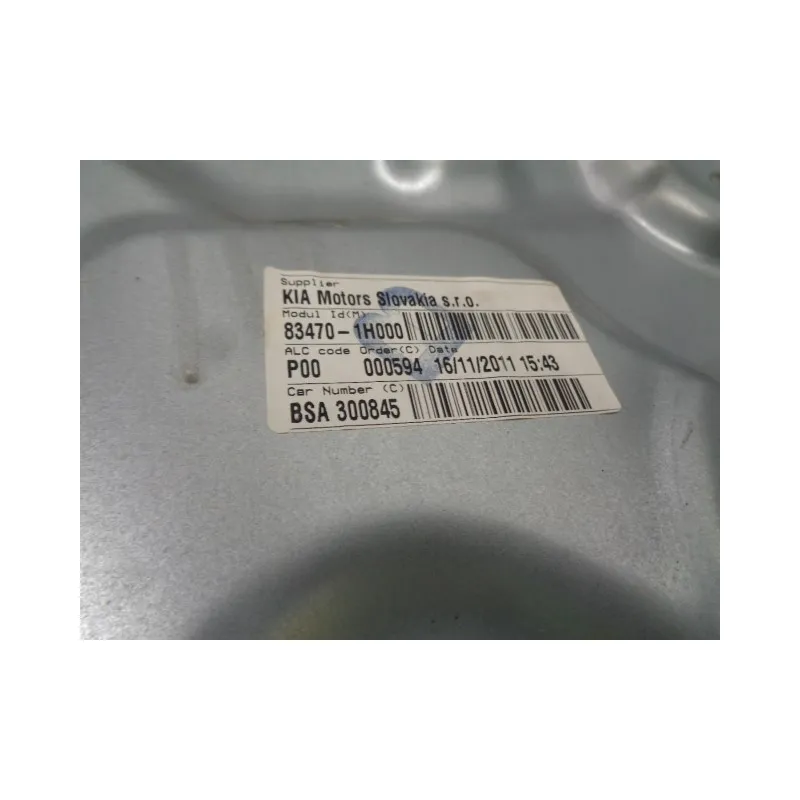 Supplier
KIA Motors Slovakia s.r.o.
Modul Id(M)
83470-1H000
ALC code Order(C) Date
P00 000594 16/11/2011 15:43
Car Number (C)
BSA 300845